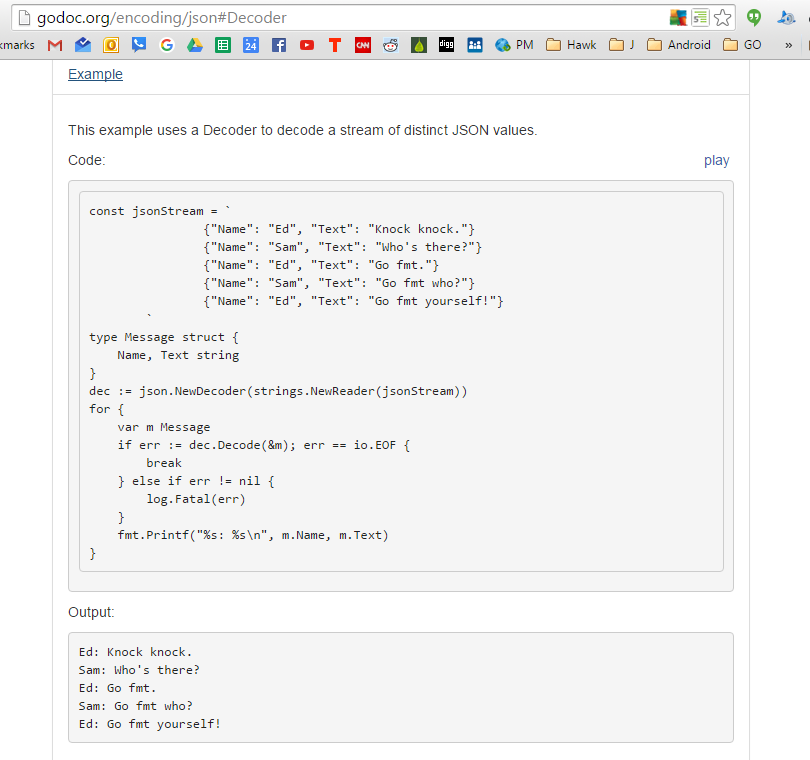 godoc.org/encoding/json#Decoder
kmarks
24
CNN
digg
PM
Hawk
J
Android
GO
»
Example
This example uses a Decoder to decode a stream of distinct JSON values.
Code:
play
const jsonStream = `
                {"Name": "Ed", "Text": "Knock knock."}
                {"Name": "Sam", "Text": "Who's there?"}
                {"Name": "Ed", "Text": "Go fmt."}
                {"Name": "Sam", "Text": "Go fmt who?"}
                {"Name": "Ed", "Text": "Go fmt yourself!"}
        `
type Message struct {
    Name, Text string
}
dec := json.NewDecoder(strings.NewReader(jsonStream))
for {
    var m Message
    if err := dec.Decode(&m); err == io.EOF {
        break
    } else if err != nil {
        log.Fatal(err)
    }
    fmt.Printf("%s: %s\n", m.Name, m.Text)
}
Output:
Ed: Knock knock.
Sam: Who's there?
Ed: Go fmt.
Sam: Go fmt who?
Ed: Go fmt yourself!